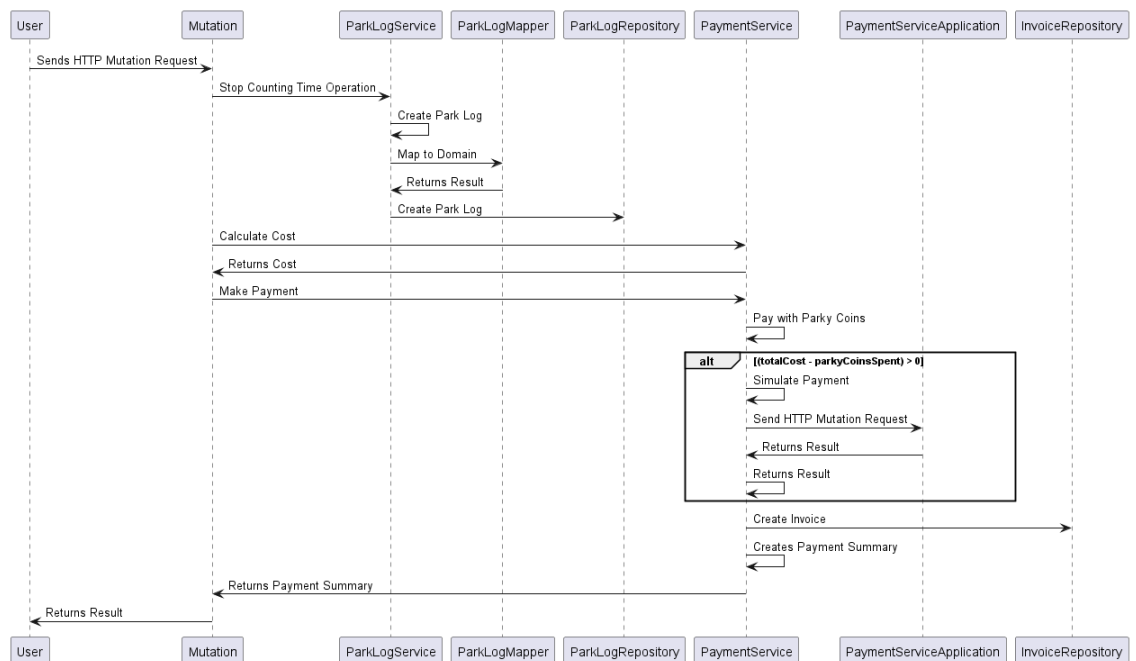 User Mutation ParkLogService ParkLogMapper ParkLogRepository PaymentService PaymentServiceApplication InvoiceRepository
Sends HTTP Mutation Request
Stop Counting Time Operation
Create Park Log
Map to Domain
Returns Result
Create Park Log
Calculate Cost
Returns Cost
Make Payment
Pay with Parky Coins
alt [(totalCost - parkyCoinsSpent) > 0]
Simulate Payment
Send HTTP Mutation Request
Returns Result
Returns Result
Create Invoice
Creates Payment Summary
Returns Payment Summary
Returns Result
User Mutation ParkLogService ParkLogMapper ParkLogRepository PaymentService PaymentServiceApplication InvoiceRepository